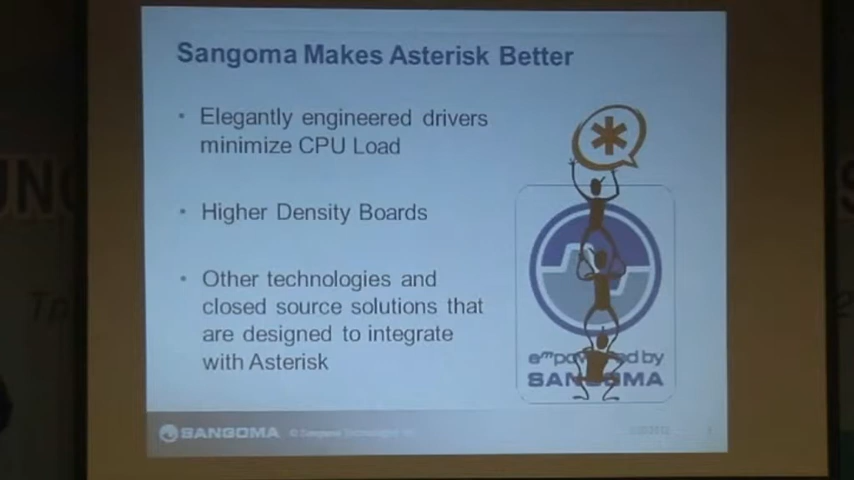 Sangoma Makes Asterisk Better
• Elegantly engineered drivers
minimize CPU Load
• Higher Density Boards
• Other technologies and
closed source solutions that
are designed to integrate
with Asterisk
SANGOMA
SANGOMA